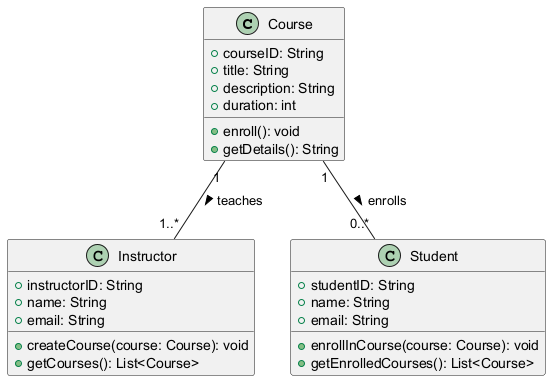 C Course
courseID: String
title: String
description: String
duration: int
enroll(): void
getDetails(): String
1
1
teaches
enrolls
1..*
0..*
C Instructor
instructorID: String
name: String
email: String
createCourse(course: Course): void
getCourses(): List<Course>
C Student
studentID: String
name: String
email: String
enrollInCourse(course: Course): void
getEnrolledCourses(): List<Course>